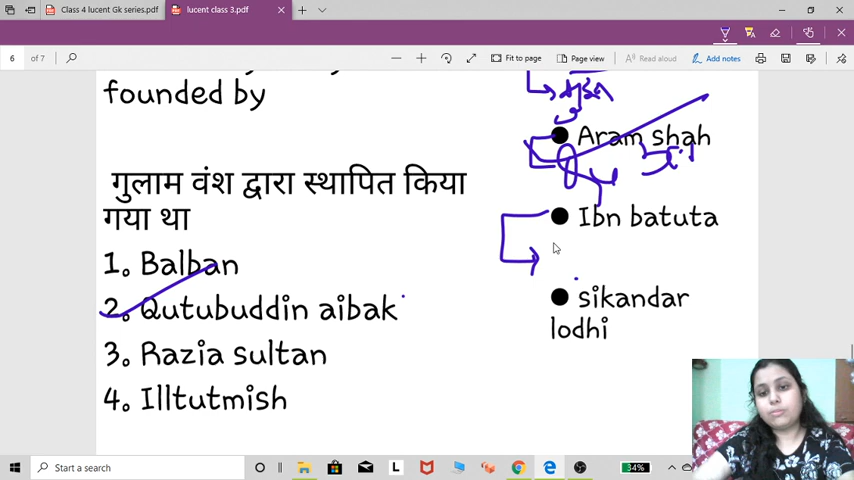 Class 4 lucent Gk series.pdf
lucent class 3.pdf
6 of 7
Fit to page
Page view
Read aloud
Add notes
founded by
गुलाम वंश द्वारा स्थापित किया
गया था
1. Balban
2. Qutubuddin aibak
3. Razia sultan
4. Illtutmish
Aram shah
Ibn batuta
sikandar
lodhi
Start a search
34%